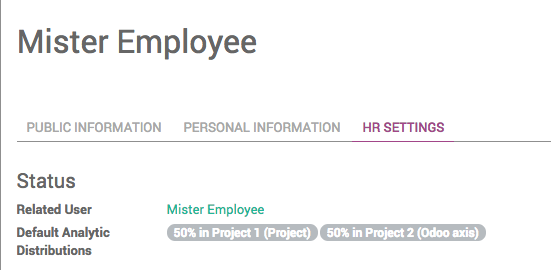 Mister Employee
PUBLIC INFORMATION PERSONAL INFORMATION HR SETTINGS
Status
Related User Mister Employee
Default Analytic 50% in Project 1 (Project) 50% in Project 2 (Odoo axis)
Distributions